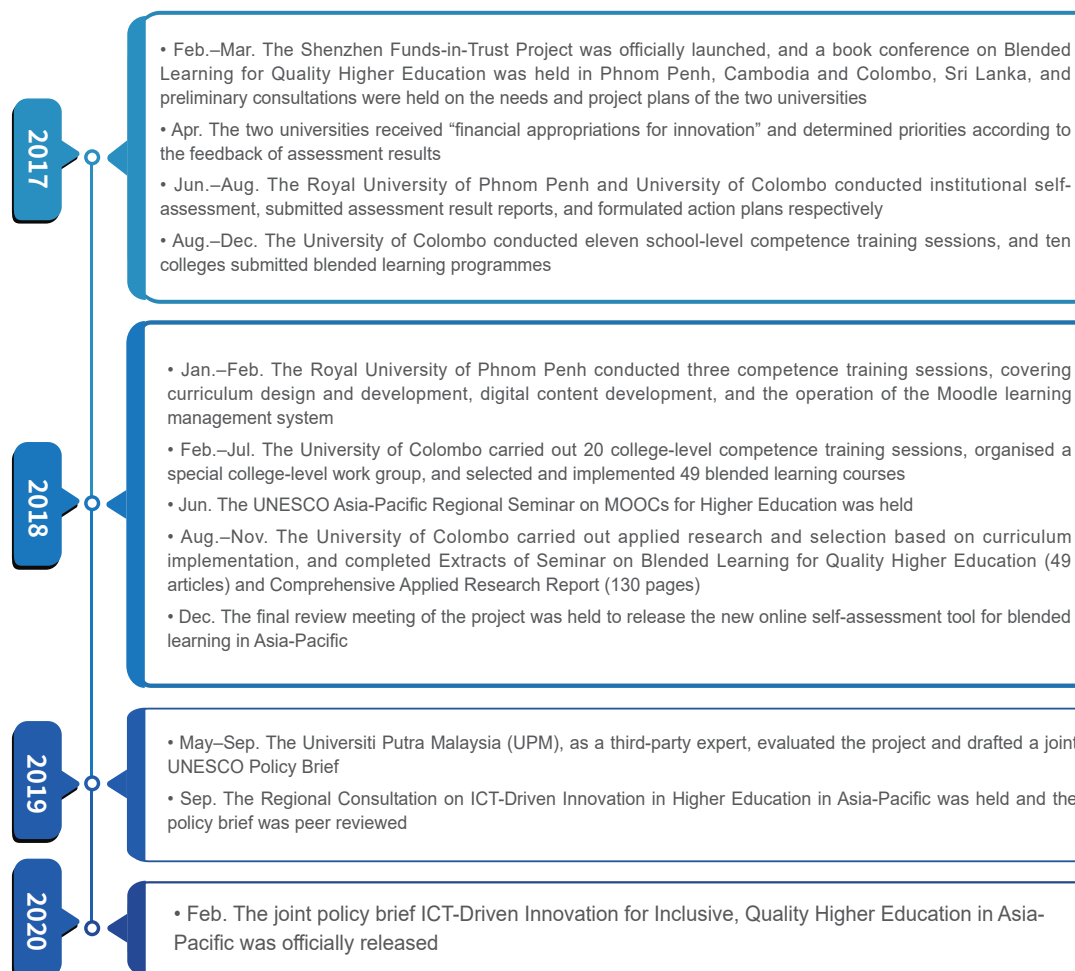 2017
• Feb.–Mar. The Shenzhen Funds-in-Trust Project was officially launched, and a book conference on Blended
Learning for Quality Higher Education was held in Phnom Penh, Cambodia and Colombo, Sri Lanka, and
preliminary consultations were held on the needs and project plans of the two universities
• Apr. The two universities received “financial appropriations for innovation” and determined priorities according to
the feedback of assessment results
• Jun.–Aug. The Royal University of Phnom Penh and University of Colombo conducted institutional self-
assessment, submitted assessment result reports, and formulated action plans respectively
• Aug.–Dec. The University of Colombo conducted eleven school-level competence training sessions, and ten
colleges submitted blended learning programmes
2018
• Jan.–Feb. The Royal University of Phnom Penh conducted three competence training sessions, covering
curriculum design and development, digital content development, and the operation of the Moodle learning
management system
• Feb.–Jul. The University of Colombo carried out 20 college-level competence training sessions, organised a
special college-level work group, and selected and implemented 49 blended learning courses
• Jun. The UNESCO Asia-Pacific Regional Seminar on MOOCs for Higher Education was held
• Aug.–Nov. The University of Colombo carried out applied research and selection based on curriculum
implementation, and completed Extracts of Seminar on Blended Learning for Quality Higher Education (49
articles) and Comprehensive Applied Research Report (130 pages)
• Dec. The final review meeting of the project was held to release the new online self-assessment tool for blended
learning in Asia-Pacific
2019
• May–Sep. The Universiti Putra Malaysia (UPM), as a third-party expert, evaluated the project and drafted a joint
UNESCO Policy Brief
• Sep. The Regional Consultation on ICT-Driven Innovation in Higher Education in Asia-Pacific was held and the
policy brief was peer reviewed
2020
• Feb. The joint policy brief ICT-Driven Innovation for Inclusive, Quality Higher Education in Asia-
Pacific was officially released